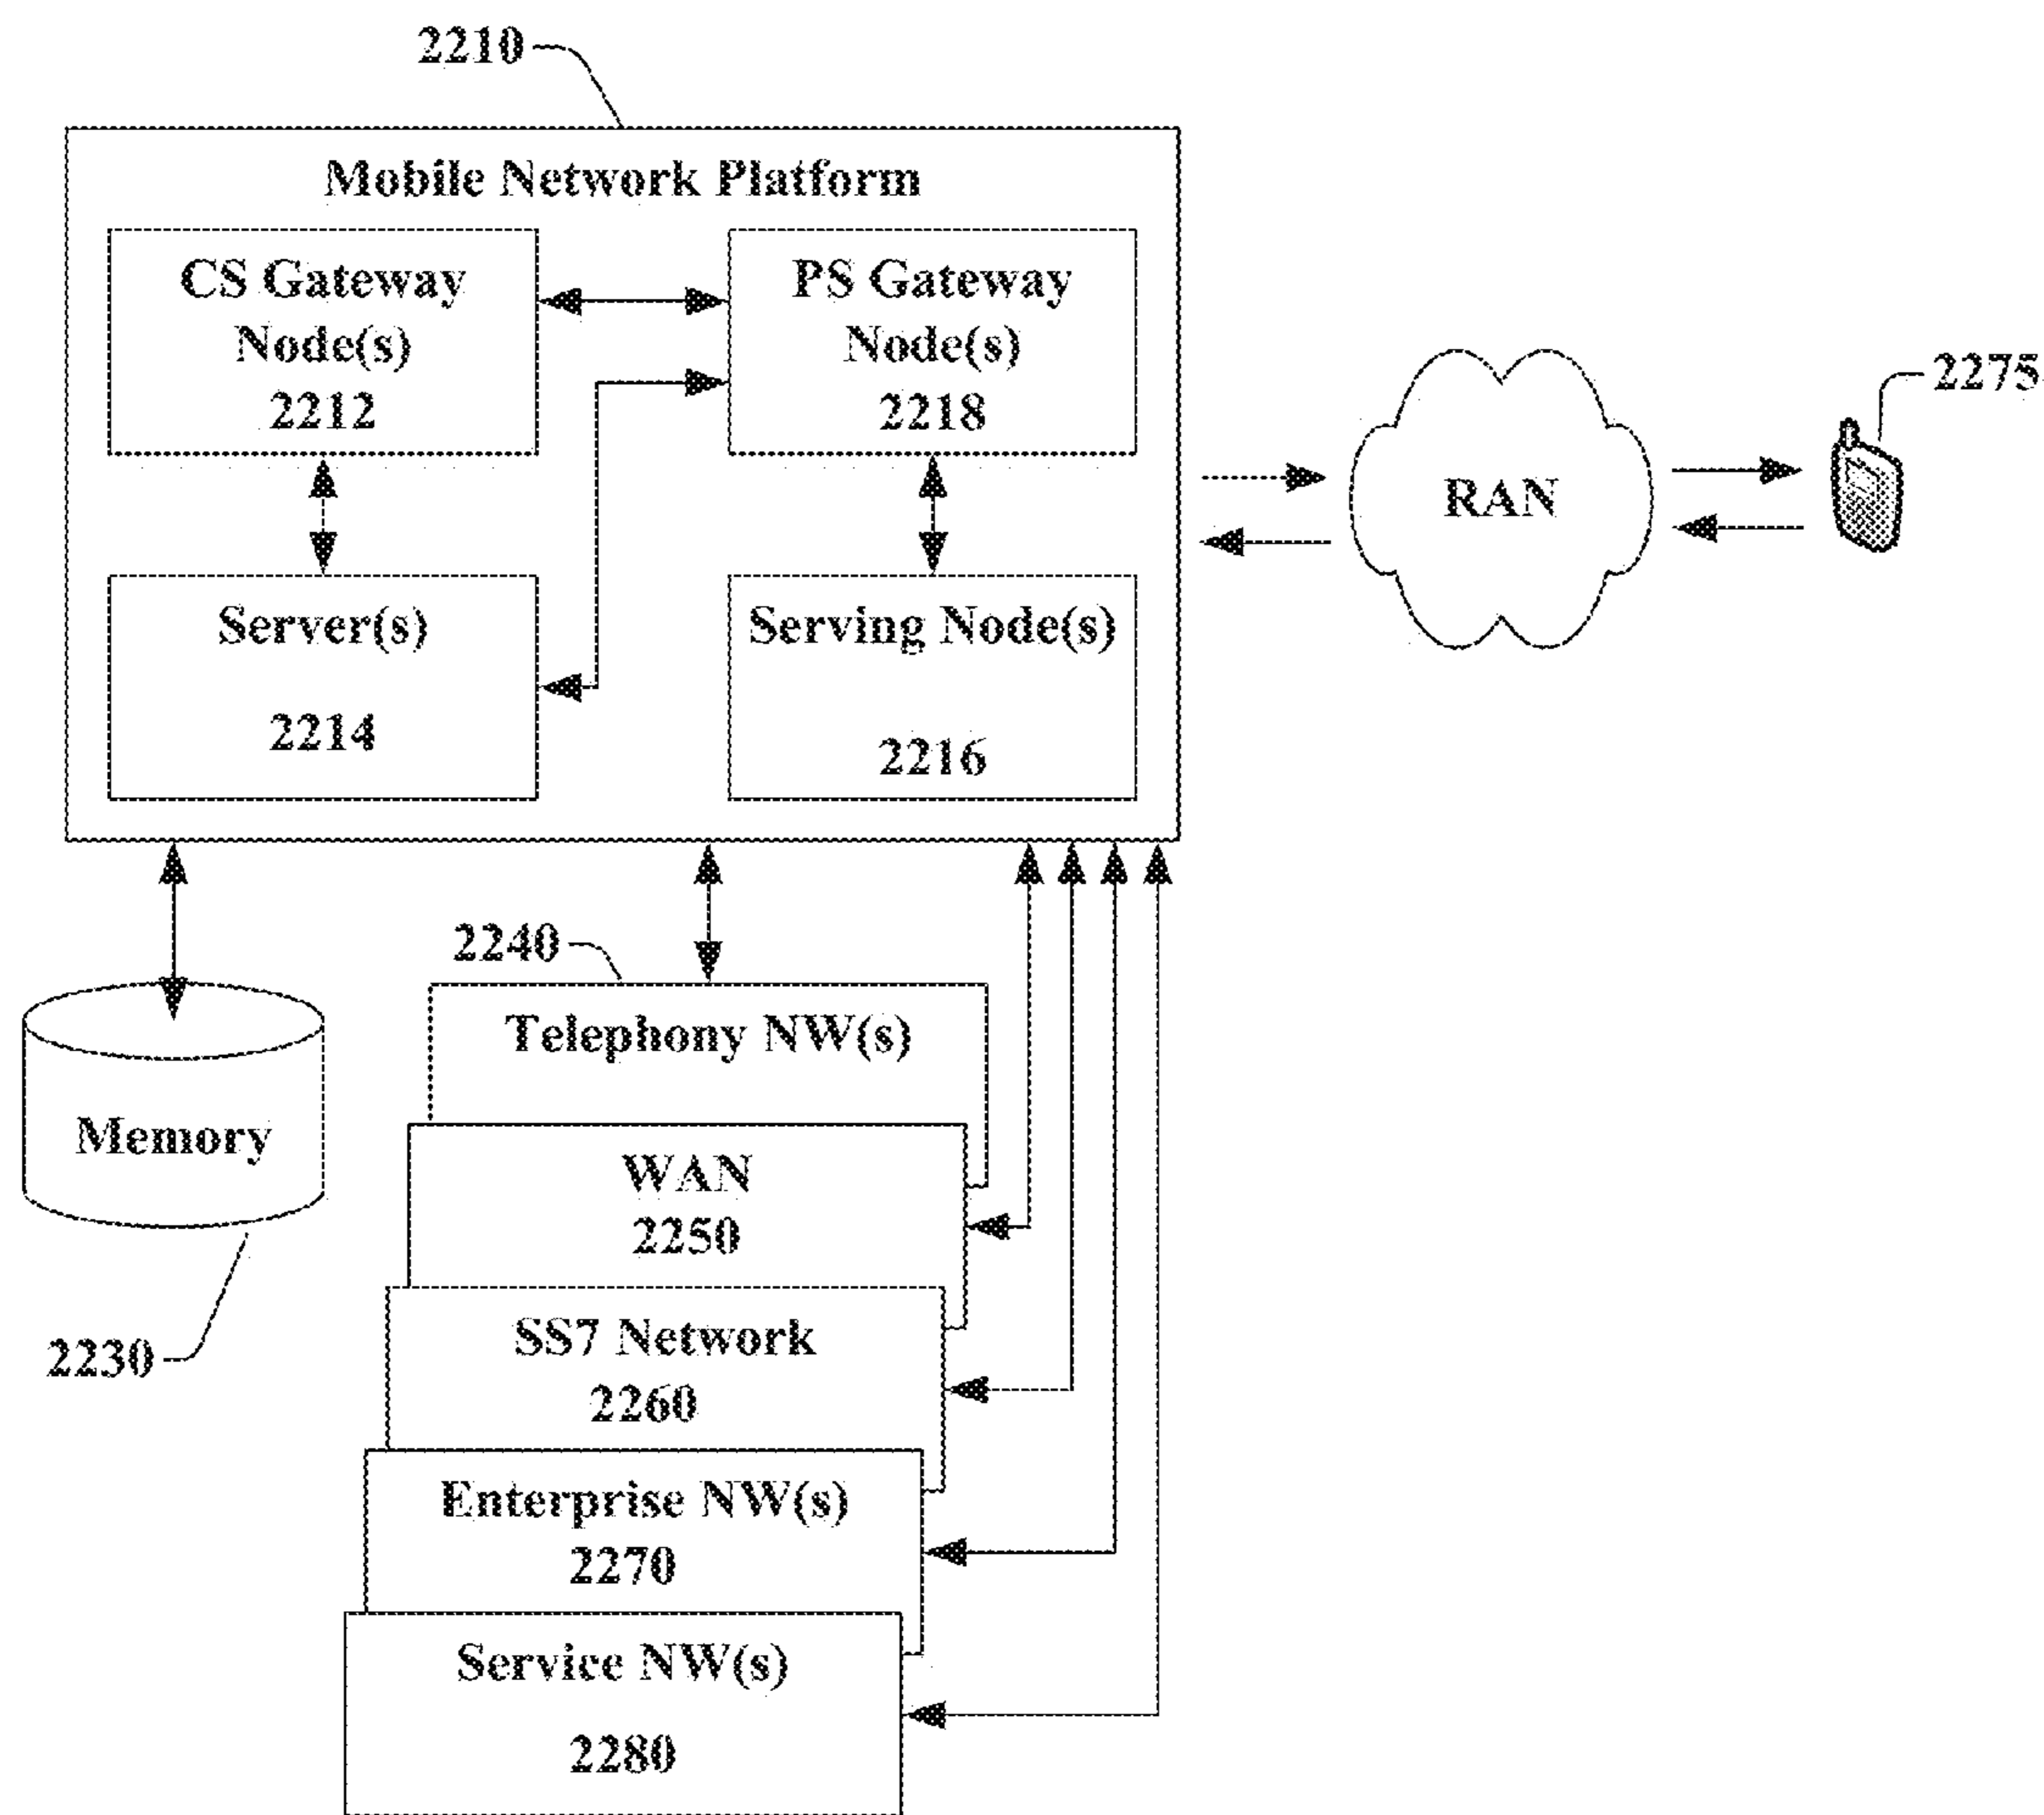 2210
Mobile Network Platform
CS Gateway
Node(s)
2212
PS Gateway
Node(s)
2218
Server(s)
2214
Serving Node(s)
2216
RAN
2275
2240
Telephony NW(s)
Memory
2230
WAN
2250
SS7 Network
2260
Enterprise NW(s)
2270
Service NW(s)
2280